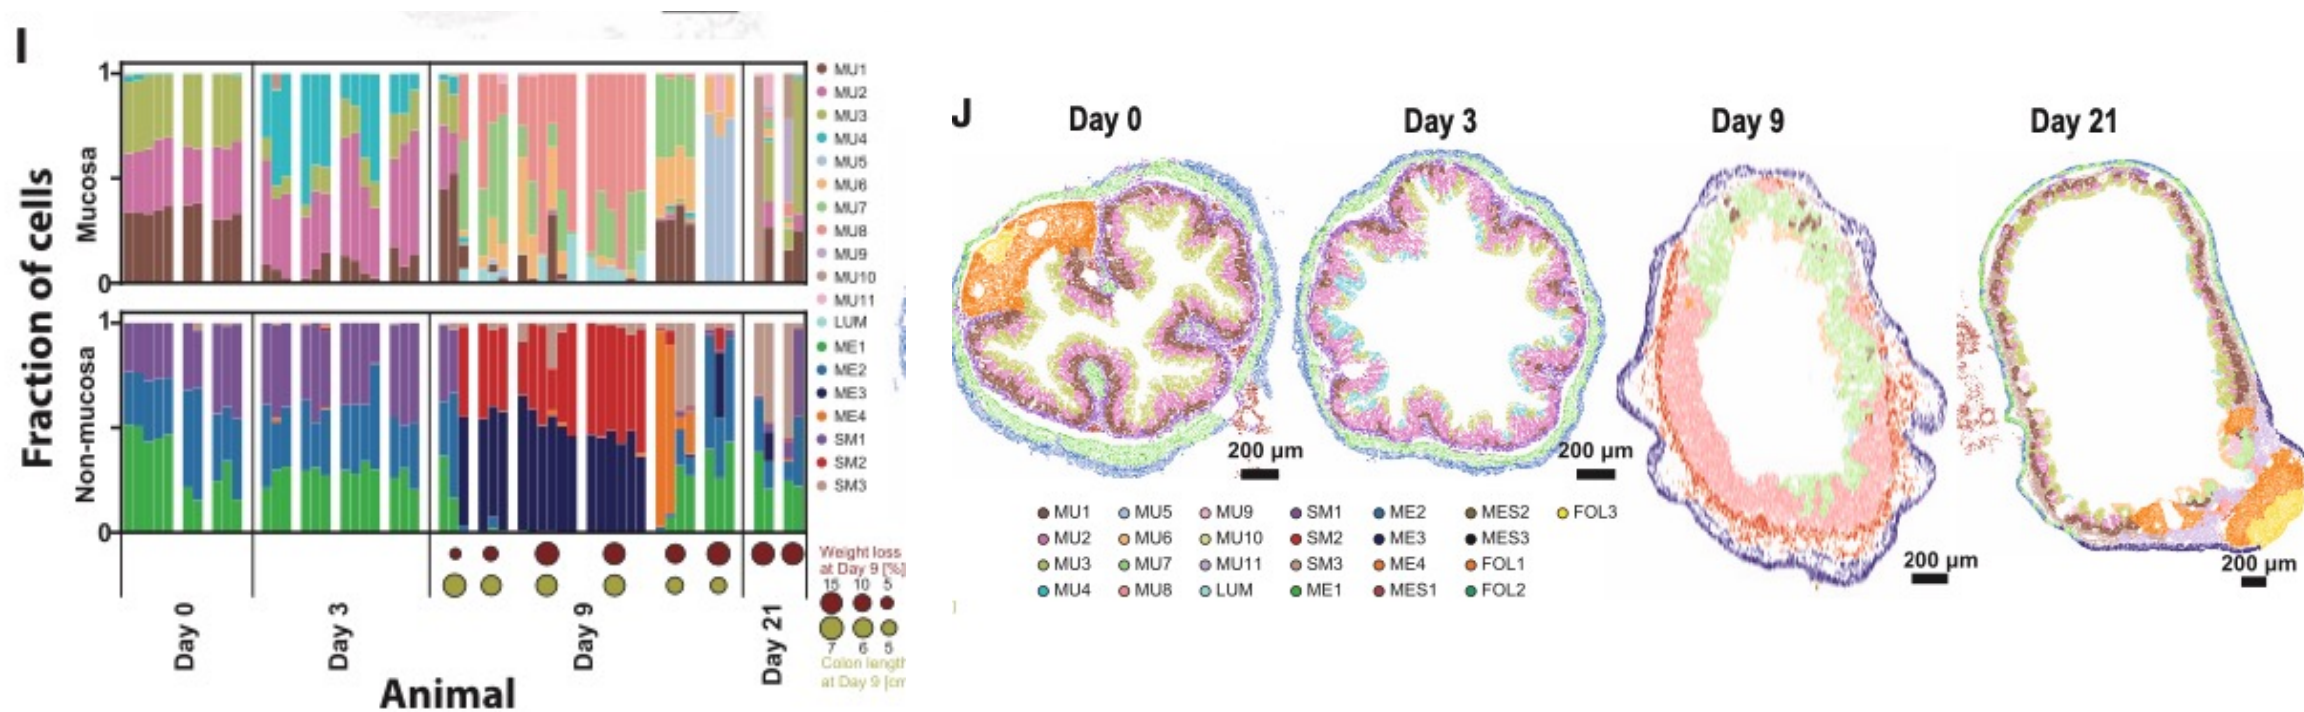 I
Fraction of cells
Mucosa
Non-mucosa
1
0
1
0
MU1
MU2
MU3
MU4
MU5
MU6
MU7
MU8
MU9
MU10
MU11
LUM
ME1
ME2
ME3
ME4
SM1
SM2
SM3
Weight loss
at Day 9 [%]
15 10 5
7 6 5
Colon length
at Day 9 [cm
Day 0
Day 3
Day 9
Day 21
Animal
J
Day 0
Day 3
Day 9
Day 21
200 µm
200 µm
200 µm
200 µm
MU1 MU5 MU9 SM1 ME2 MES2 FOL3
MU2 MU6 MU10 SM2 ME3 MES3
MU3 MU7 MU11 SM3 ME4 FOL1
MU4 MU8 LUM ME1 MES1 FOL2